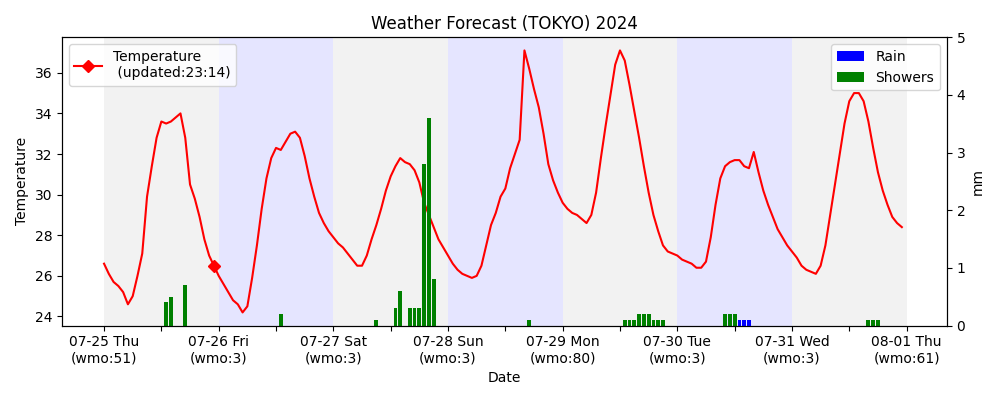 Weather Forecast (TOKYO) 2024
Temperature
(updated:23:14)
Rain
Showers
36
34
32
30
28
26
24
Temperature
5
4
3
2
1
0
mm
07-25 Thu
(wmo:51)
07-26 Fri
(wmo:3)
07-27 Sat
(wmo:3)
07-28 Sun
(wmo:3)
07-29 Mon
(wmo:80)
07-30 Tue
(wmo:3)
07-31 Wed
(wmo:3)
08-01 Thu
(wmo:61)
Date